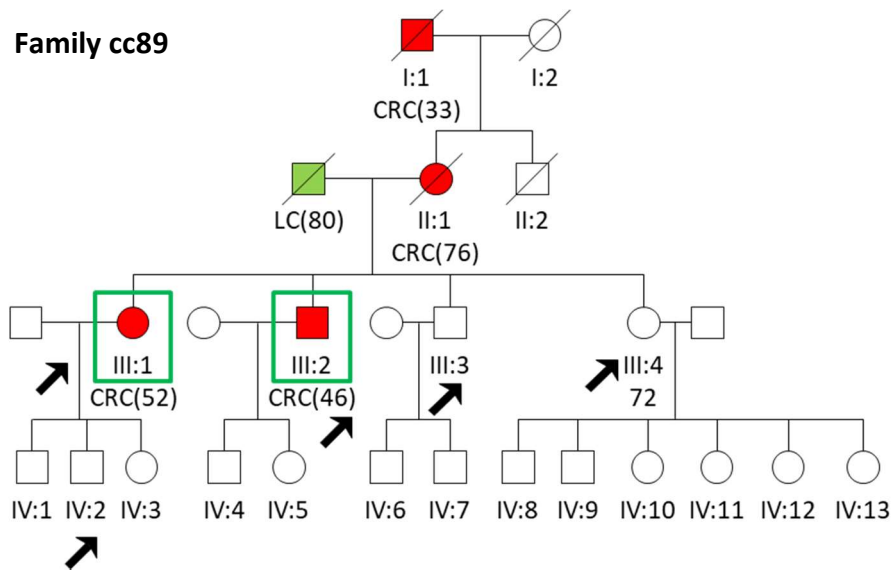 Family cc89
I:1 I:2
CRC(33)
LC(80) II:1 II:2
CRC(76)
III:1 III:2 III:3 III:4
CRC(52) CRC(46) 72
IV:1 IV:2 IV:3 IV:4 IV:5 IV:6 IV:7 IV:8 IV:9 IV:10 IV:11 IV:12 IV:13